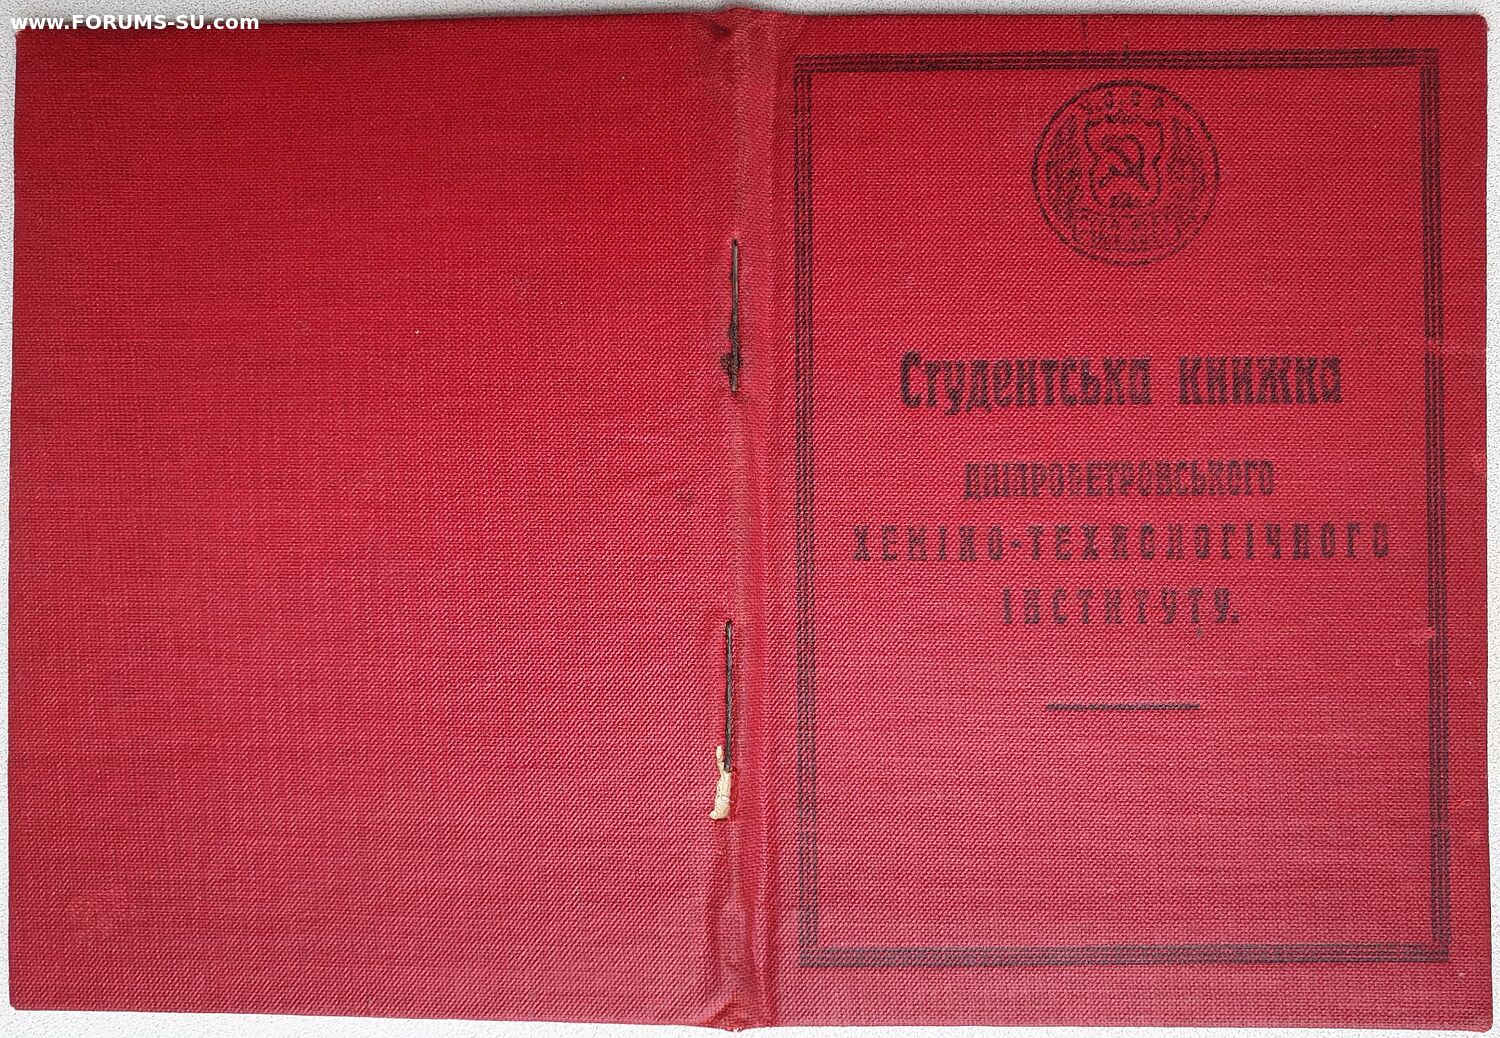 www.FORUMS-SU.com
У.С.Р.Р.
Студентська книжка
ДНІПРОПЕТРОВСЬКОГО
ХЕМІКО-ТЕХНОЛОГІЧНОГО
ІНСТИТУТУ.